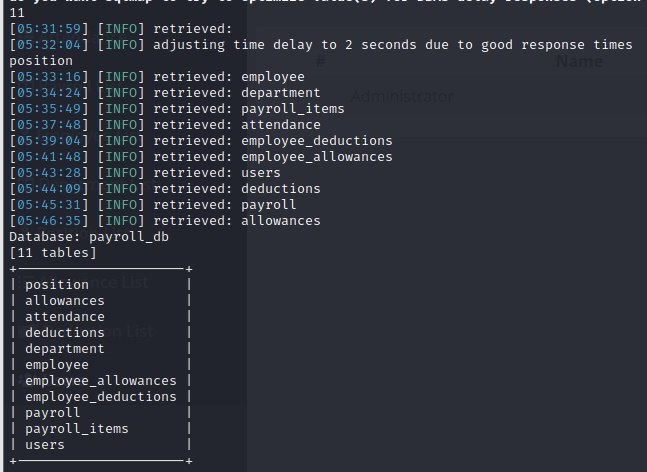 11
[05:31:59] [INFO] retrieved:
[05:32:04] [INFO] adjusting time delay to 2 seconds due to good response times
position
[05:33:16] [INFO] retrieved: employee
[05:34:24] [INFO] retrieved: department
[05:35:49] [INFO] retrieved: payroll_items
[05:37:48] [INFO] retrieved: attendance
[05:39:04] [INFO] retrieved: employee_deductions
[05:41:48] [INFO] retrieved: employee_allowances
[05:43:28] [INFO] retrieved: users
[05:44:09] [INFO] retrieved: deductions
[05:45:31] [INFO] retrieved: payroll
[05:46:35] [INFO] retrieved: allowances
Database: payroll_db
[11 tables]
+---------------------+
| position            |
| allowances          |
| attendance          |
| deductions          |
| department          |
| employee            |
| employee_allowances |
| employee_deductions |
| payroll             |
| payroll_items       |
| users               |
+---------------------+
# Name
Administrator
List
List